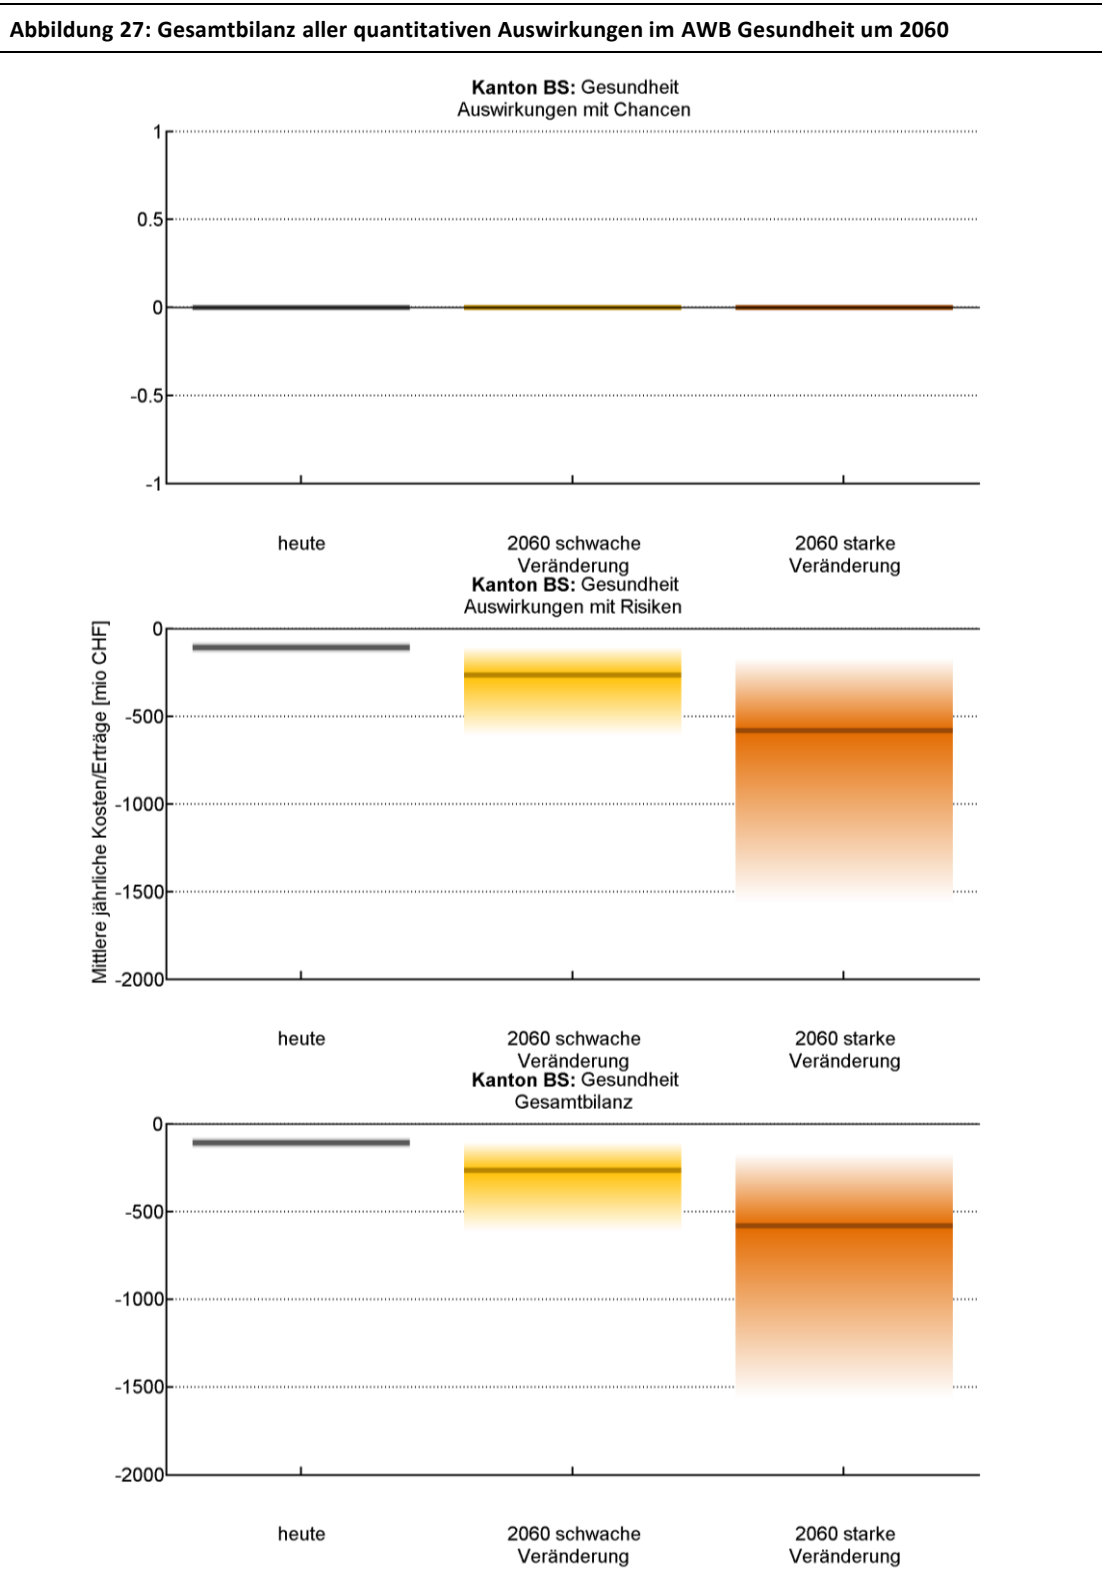 Abbildung 27: Gesamtbilanz aller quantitativen Auswirkungen im AWB Gesundheit um 2060
Kanton BS: Gesundheit
Auswirkungen mit Chancen
1
0.5
0
-0.5
-1
heute
2060 schwache
Veränderung
2060 starke
Veränderung
Kanton BS: Gesundheit
Auswirkungen mit Risiken
Mittlere jährliche Kosten/Erträge [mio CHF]
0
-500
-1000
-1500
-2000
heute
2060 schwache
Veränderung
2060 starke
Veränderung
Kanton BS: Gesundheit
Gesamtbilanz
0
-500
-1000
-1500
-2000
heute
2060 schwache
Veränderung
2060 starke
Veränderung